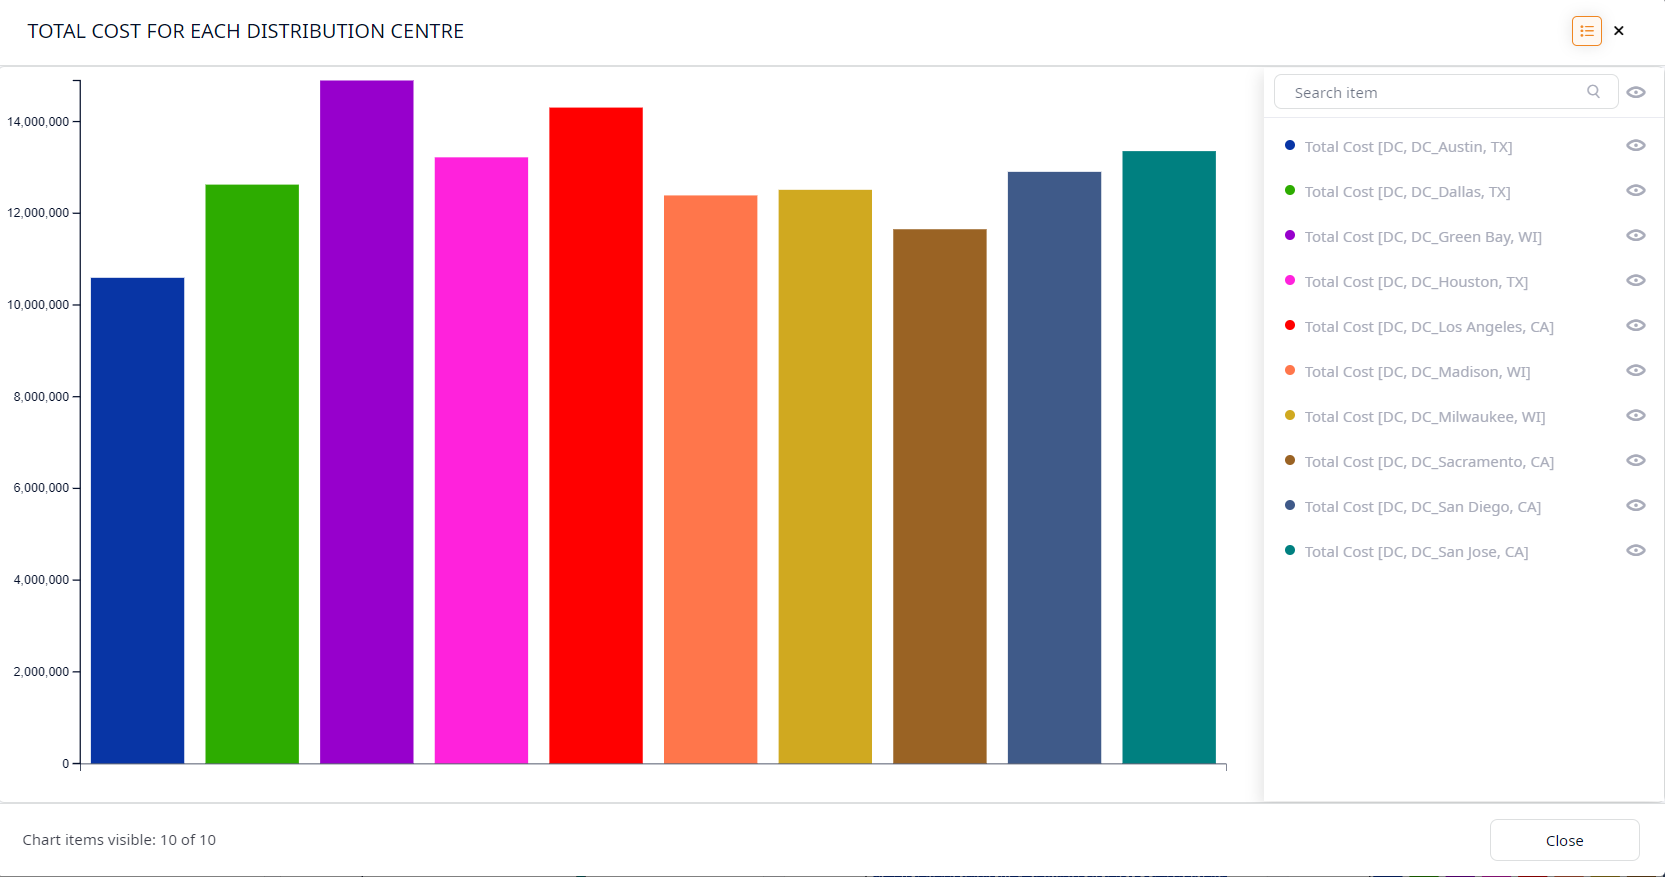 TOTAL COST FOR EACH DISTRIBUTION CENTRE
14,000,000
12,000,000
10,000,000
8,000,000
6,000,000
4,000,000
2,000,000
0
Search item
Total Cost [DC, DC_Austin, TX]
Total Cost [DC, DC_Dallas, TX]
Total Cost [DC, DC_Green Bay, WI]
Total Cost [DC, DC_Houston, TX]
Total Cost [DC, DC_Los Angeles, CA]
Total Cost [DC, DC_Madison, WI]
Total Cost [DC, DC_Milwaukee, WI]
Total Cost [DC, DC_Sacramento, CA]
Total Cost [DC, DC_San Diego, CA]
Total Cost [DC, DC_San Jose, CA]
Chart items visible: 10 of 10
Close